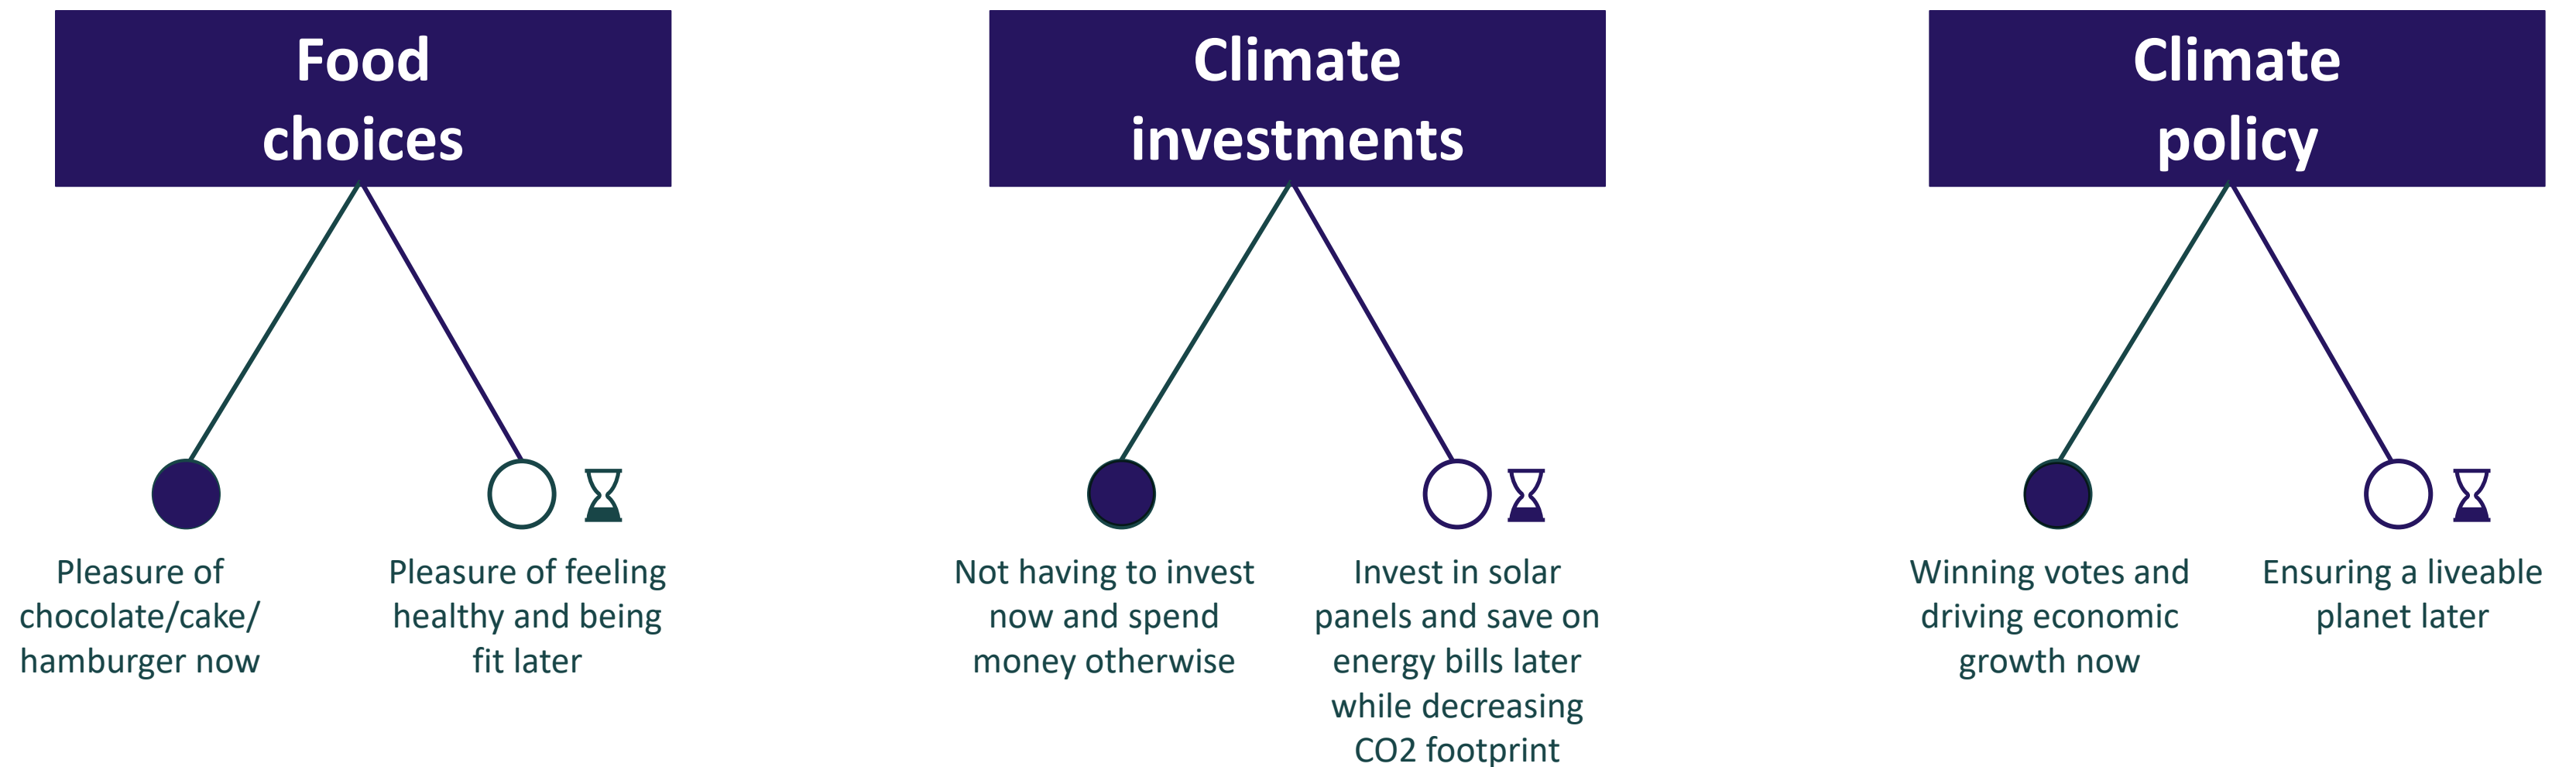 Food
choices
Pleasure of
chocolate/cake/
hamburger now
Pleasure of feeling
healthy and being
fit later
Climate
investments
Not having to invest
now and spend
money otherwise
Invest in solar
panels and save on
energy bills later
while decreasing
CO2 footprint
Climate
policy
Winning votes and
driving economic
growth now
Ensuring a liveable
planet later